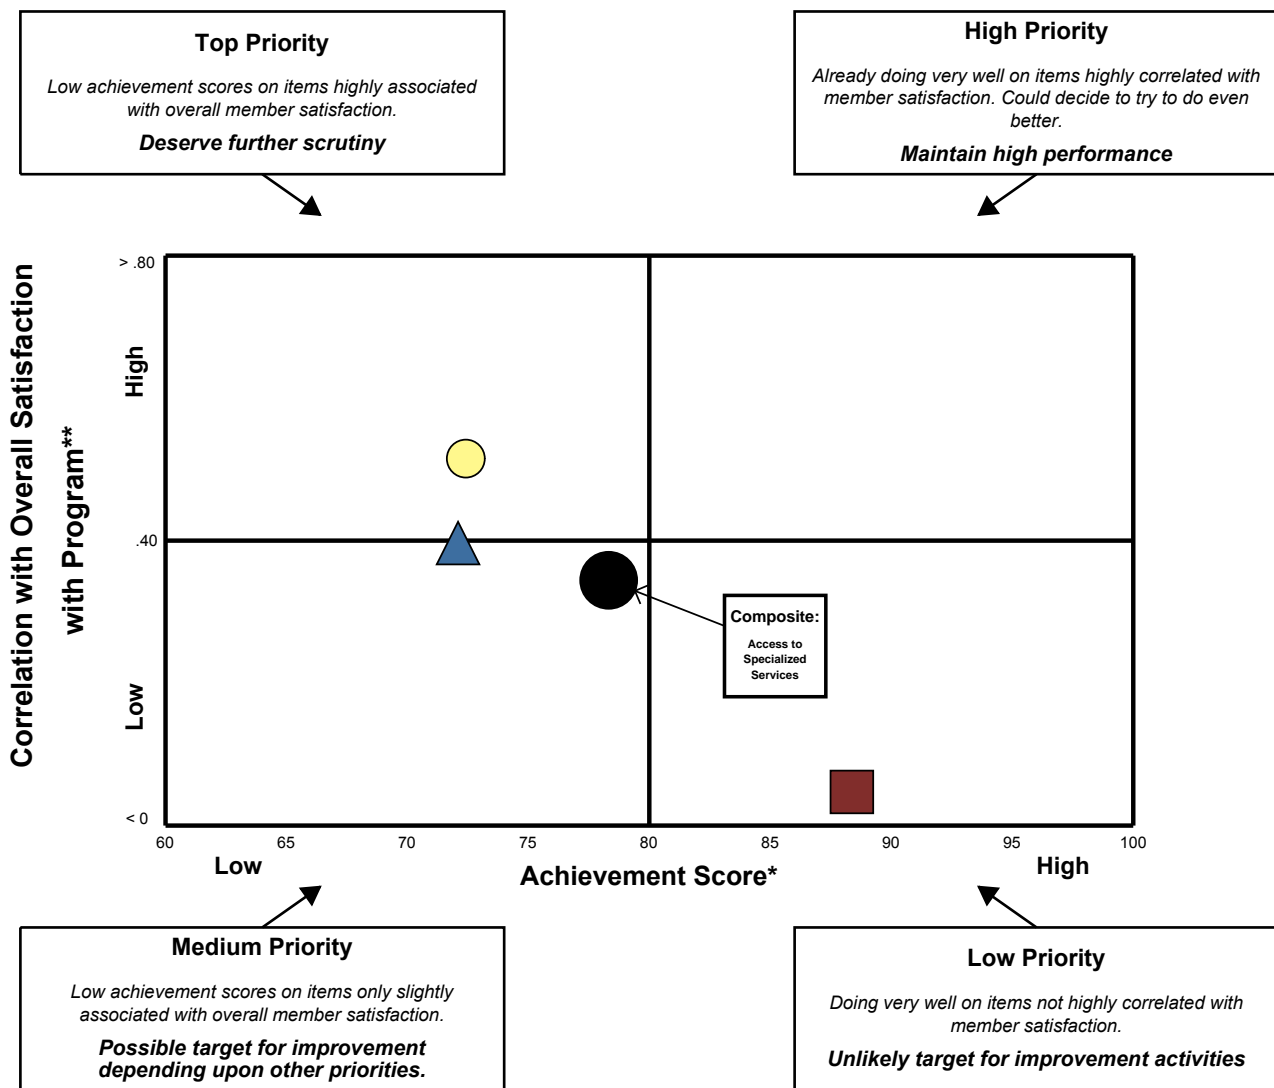 Top Priority
Low achievement scores on items highly associated
with overall member satisfaction.
Deserve further scrutiny
High Priority
Already doing very well on items highly correlated with
member satisfaction. Could decide to try to do even
better.
Maintain high performance
Correlation with Overall Satisfaction
with Program**
> .80
High
.40
Low
< 0
Composite:
Access to
Specialized
Services
60 65 70 75 80 85 90 95 100
Low Achievement Score* High
Medium Priority
Low achievement scores on items only slightly
associated with overall member satisfaction.
Possible target for improvement
depending upon other priorities.
Low Priority
Doing very well on items not highly correlated with
member satisfaction.
Unlikely target for improvement activities